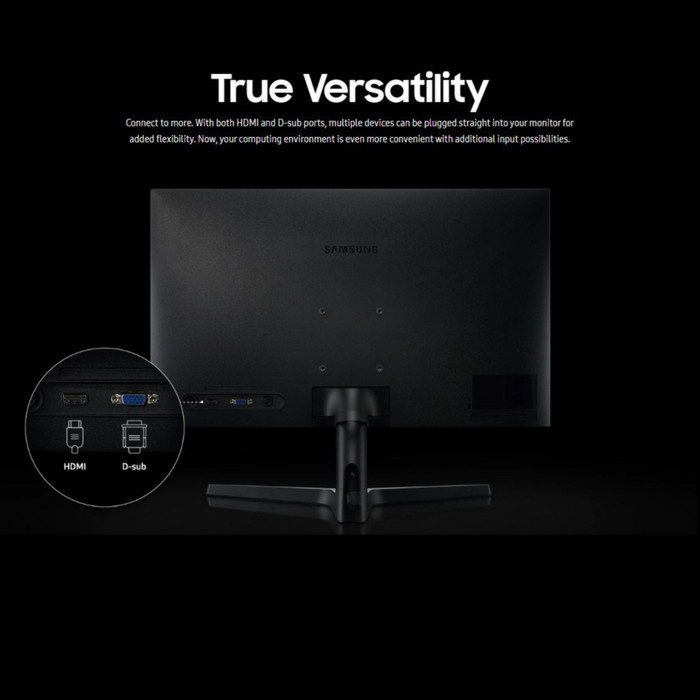 True Versatility
Connect to more. With both HDMI and D-sub ports, multiple devices can be plugged straight into your monitor for
added flexibility. Now, your computing environment is even more convenient with additional input possibilities.
SAMSUNG
HDMI D-sub